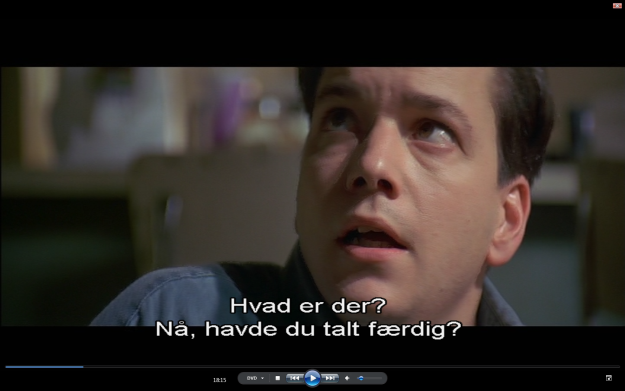 Hvad er der?
Nå, havde du talt færdig?
18:15
DVD